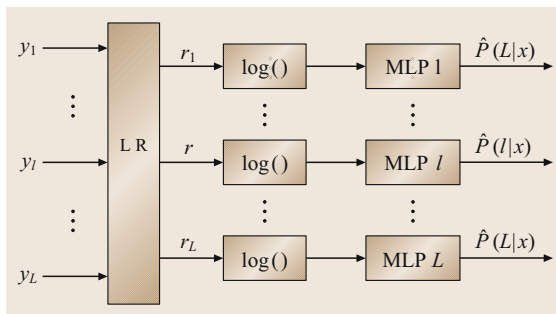 y1 r1 log() MLP 1 P̂(L|x)
L R
yl r log() MLP l P̂(l|x)
yL rL log() MLP L P̂(L|x)